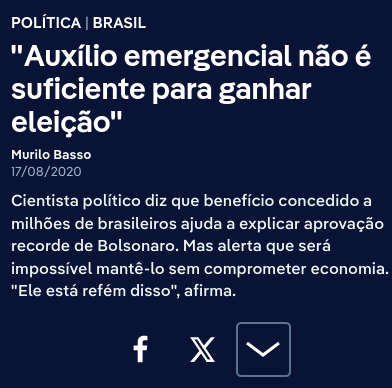 POLÍTICA | BRASIL
"Auxílio emergencial não é
suficiente para ganhar
eleição"
Murilo Basso
17/08/2020
Cientista político diz que benefício concedido a
milhões de brasileiros ajuda a explicar aprovação
recorde de Bolsonaro. Mas alerta que será
impossível mantê-lo sem comprometer economia.
"Ele está refém disso", afirma.